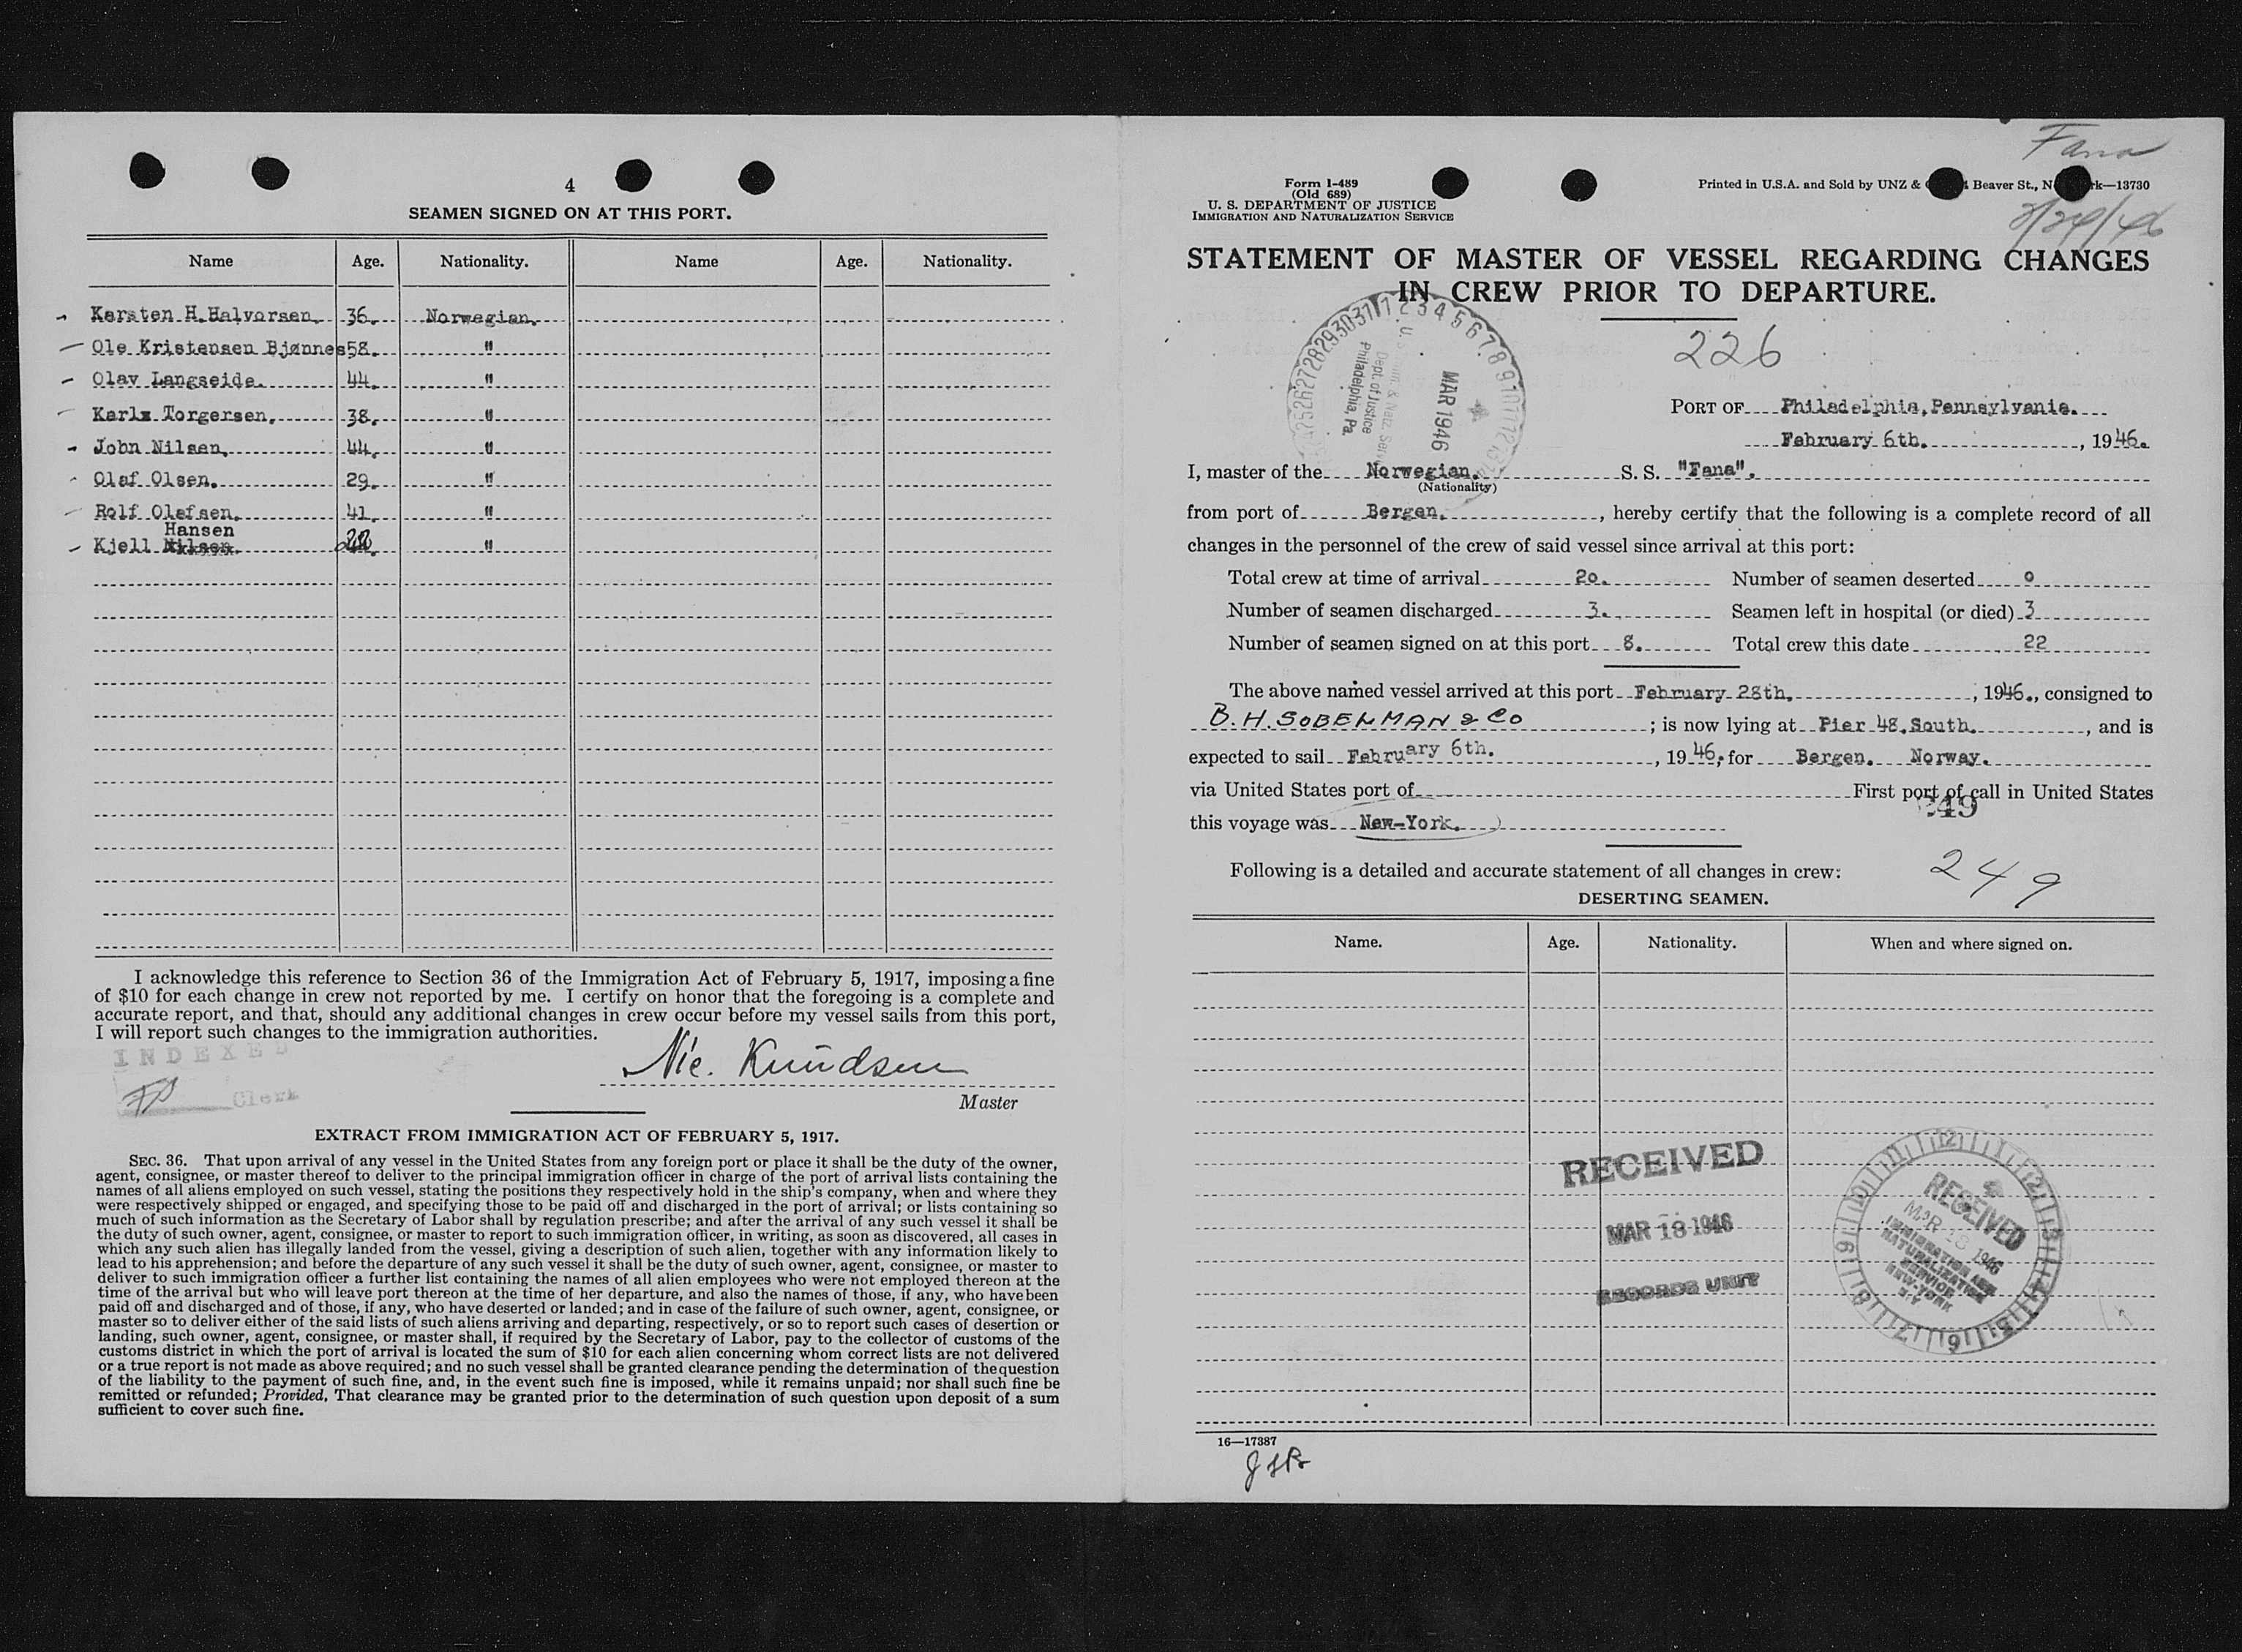 4
SEAMEN SIGNED ON AT THIS PORT.
Name Age. Nationality. Name Age. Nationality.
Karsten H.Halvorsen. 36. Norwegian.
Ole Kristensen Bjønnes 58. "
Olav Langseide. 44. "
Karlx Torgersen. 38. "
John Nilsen. 44. "
Olaf Olsen. 29. "
Rolf Olafsen. 41. "
Hansen
Kjell Nilsen. 22. "
I acknowledge this reference to Section 36 of the Immigration Act of February 5, 1917, imposing a fine
of $10 for each change in crew not reported by me. I certify on honor that the foregoing is a complete and
accurate report, and that, should any additional changes in crew occur before my vessel sails from this port,
I will report such changes to the immigration authorities.
INDEXED
Clerk
Nic. Knudsen
Master
EXTRACT FROM IMMIGRATION ACT OF FEBRUARY 5, 1917.
SEC. 36. That upon arrival of any vessel in the United States from any foreign port or place it shall be the duty of the owner,
agent, consignee, or master thereof to deliver to the principal immigration officer in charge of the port of arrival lists containing the
names of all aliens employed on such vessel, stating the positions they respectively hold in the ship's company, when and where they
were respectively shipped or engaged, and specifying those to be paid off and discharged in the port of arrival; or lists containing so
much of such information as the Secretary of Labor shall by regulation prescribe; and after the arrival of any such vessel it shall be
the duty of such owner, agent, consignee, or master to report to such immigration officer, in writing, as soon as discovered, all cases in
which any such alien has illegally landed from the vessel, giving a description of such alien, together with any information likely to
lead to his apprehension; and before the departure of any such vessel it shall be the duty of such owner, agent, consignee, or master to
deliver to such immigration officer a further list containing the names of all alien employees who were not employed thereon at the
time of the arrival but who will leave port thereon at the time of her departure, and also the names of those, if any, who have been
paid off and discharged and of those, if any, who have deserted or landed; and in case of the failure of such owner, agent, consignee, or
master so to deliver either of the said lists of such aliens arriving and departing, respectively, or so to report such cases of desertion or
landing, such owner, agent, consignee, or master shall, if required by the Secretary of Labor, pay to the collector of customs of the
customs district in which the port of arrival is located the sum of $10 for each alien concerning whom correct lists are not delivered
or a true report is not made as above required; and no such vessel shall be granted clearance pending the determination of the question
of the liability to the payment of such fine, and, in the event such fine is imposed, while it remains unpaid; nor shall such fine be
remitted or refunded; Provided, That clearance may be granted prior to the determination of such question upon deposit of a sum
sufficient to cover such fine.
Fana
Form I-489
(Old 689)
U. S. DEPARTMENT OF JUSTICE
IMMIGRATION AND NATURALIZATION SERVICE
Printed in U.S.A. and Sold by UNZ & Beaver St., —13730
STATEMENT OF MASTER OF VESSEL REGARDING CHANGES
IN CREW PRIOR TO DEPARTURE.
Dept. of Justice
Philadelphia, Pa.
MAR 1946
226
PORT OF Philadelphia, Pennsylvania.
February 6th. , 1946.
I, master of the Norwegian. S. S. "Fana".
(Nationality)
from port of Bergen. , hereby certify that the following is a complete record of all
changes in the personnel of the crew of said vessel since arrival at this port:
Total crew at time of arrival 20. Number of seamen deserted 0
Number of seamen discharged 3. Seamen left in hospital (or died) 3
Number of seamen signed on at this port 8. Total crew this date 22
The above named vessel arrived at this port February 28th. , 1946., consigned to
B.H. SOBELMAN & CO ; is now lying at Pier 48. South. , and is
expected to sail February 6th. , 1946, for Bergen. Norway.
via United States port of First port of call in United States
249
this voyage was New-York.
Following is a detailed and accurate statement of all changes in crew:
249
DESERTING SEAMEN.
Name. Age. Nationality. When and where signed on.
RECEIVED
MAR 18 1946
RECORDS UNIT
RECEIVED
MAR 18 1946
IMMIGRATION AND
NATURALIZATION
SERVICE
NEW YORK
N.Y
16—17387